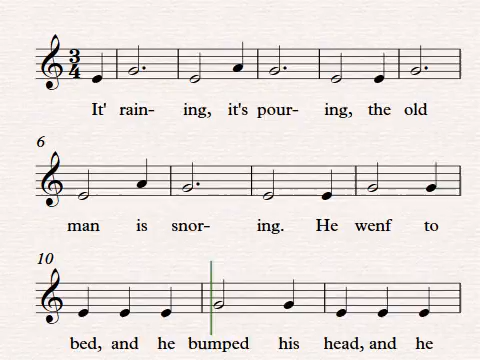 3
4
It' rain- ing, it's pour- ing, the old
6
man is snor- ing. He wenf to
10
bed, and he bumped his head, and he